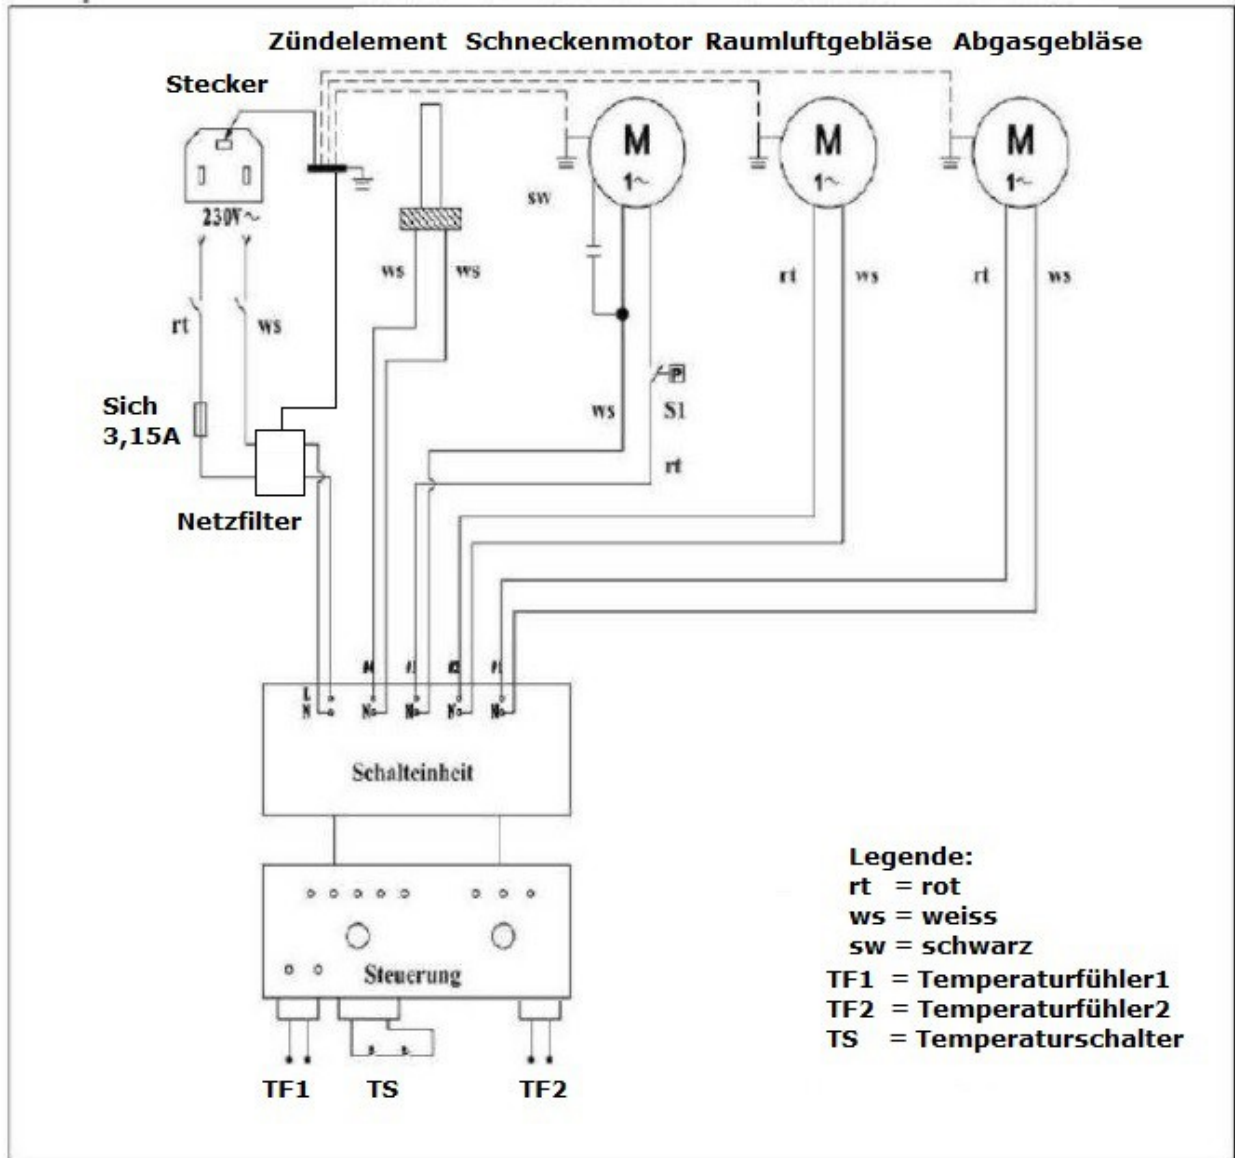 Zündelement Schneckenmotor Raumluftgebläse Abgasgebläse
Stecker
M
1~
M
1~
M
1~
230V~
sw
ws
ws
rt
ws
rt
ws
rt
ws
Sich
3,15A
ws
P
S1
rt
Netzfilter
L
N
N
N
N
N
Schalteinheit
Steuerung
TF1
TS
TF2
Legende:
rt = rot
ws = weiss
sw = schwarz
TF1 = Temperaturfühler1
TF2 = Temperaturfühler2
TS = Temperaturschalter